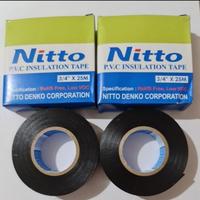 Nitto
P.V.C INSULATION TAPE
3/4" X 25M
Specification : RoHS Free, Low VOC
NITTO DENKO CORPORATION
Nitto
P.V.C INSULATION TAPE
3/4" X 25M
Specification : RoHS Free, Low VOC
NITTO DENKO CORPORATION